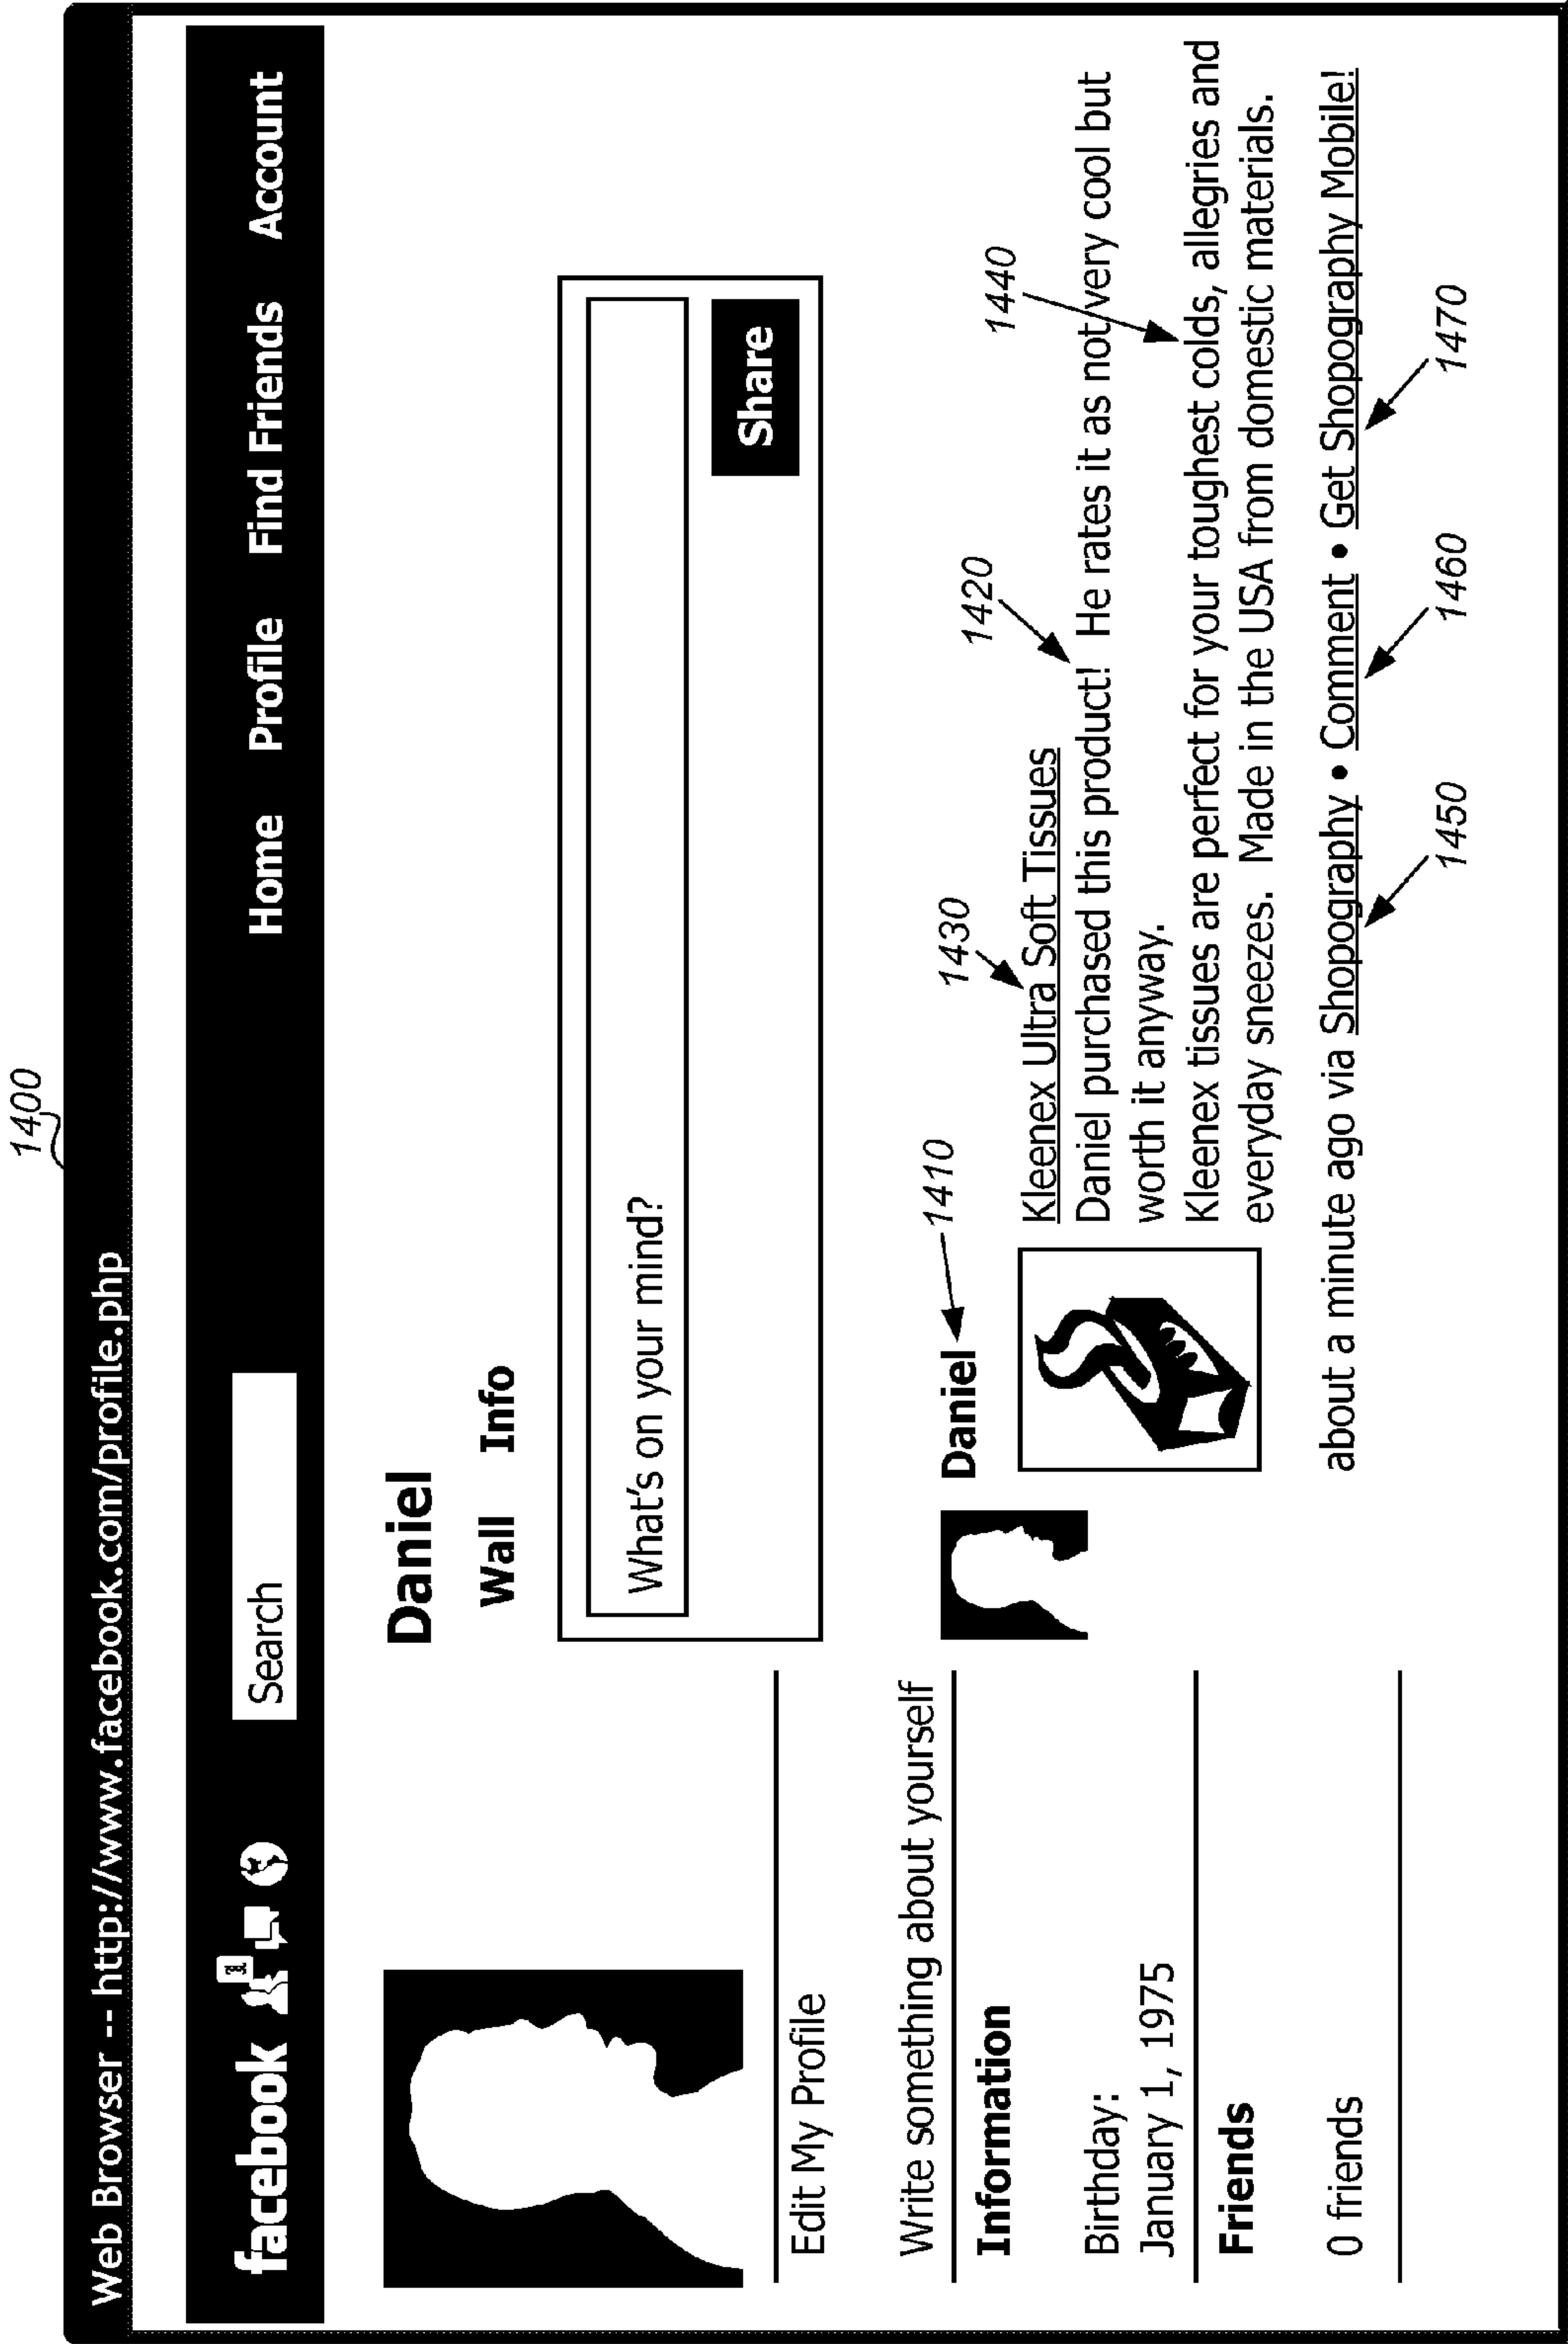 1400
Web Browser -- http://www.facebook.com/profile.php
facebook Search Home Profile Find Friends Account
Daniel
Wall Info
What's on your mind?
Share
Edit My Profile
Write something about yourself
Information
Birthday:
January 1, 1975
Friends
0 friends
Daniel 1410
1430
1420
1440
Kleenex Ultra Soft Tissues
Daniel purchased this product! He rates it as not very cool but
worth it anyway.
Kleenex tissues are perfect for your toughest colds, allegries and
everyday sneezes. Made in the USA from domestic materials.
about a minute ago via Shopography • Comment • Get Shopography Mobile!
1450
1460
1470